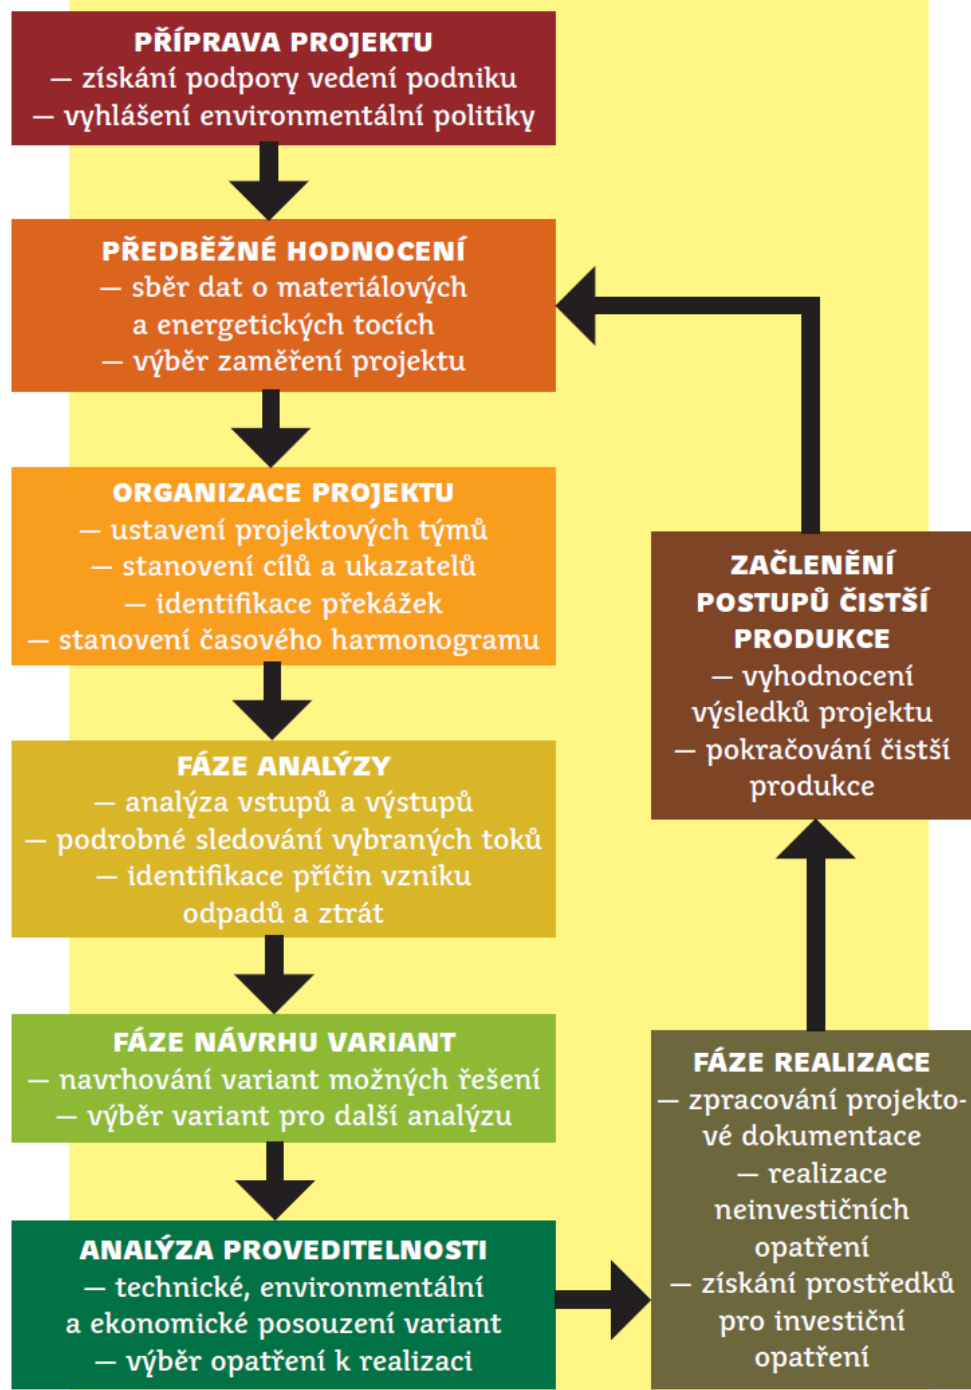 PŘÍPRAVA PROJEKTU
— získání podpory vedení podniku
— vyhlášení environmentální politiky
PŘEDBĚŽNÉ HODNOCENÍ
— sběr dat o materiálových
a energetických tocích
— výběr zaměření projektu
ORGANIZACE PROJEKTU
— ustavení projektových týmů
— stanovení cílů a ukazatelů
— identifikace překážek
— stanovení časového harmonogramu
FÁZE ANALÝZY
— analýza vstupů a výstupů
— podrobné sledování vybraných toků
— identifikace příčin vzniku
odpadů a ztrát
FÁZE NÁVRHU VARIANT
— navrhování variant možných řešení
— výběr variant pro další analýzu
ANALÝZA PROVEDITELNOSTI
— technické, environmentální
a ekonomické posouzení variant
— výběr opatření k realizaci
FÁZE REALIZACE
— zpracování projekto-
vé dokumentace
— realizace
neinvestičních
opatření
— získání prostředků
pro investiční
opatření
ZAČLENĚNÍ
POSTUPŮ ČISTŠÍ
PRODUKCE
— vyhodnocení
výsledků projektu
— pokračování čistší
produkce